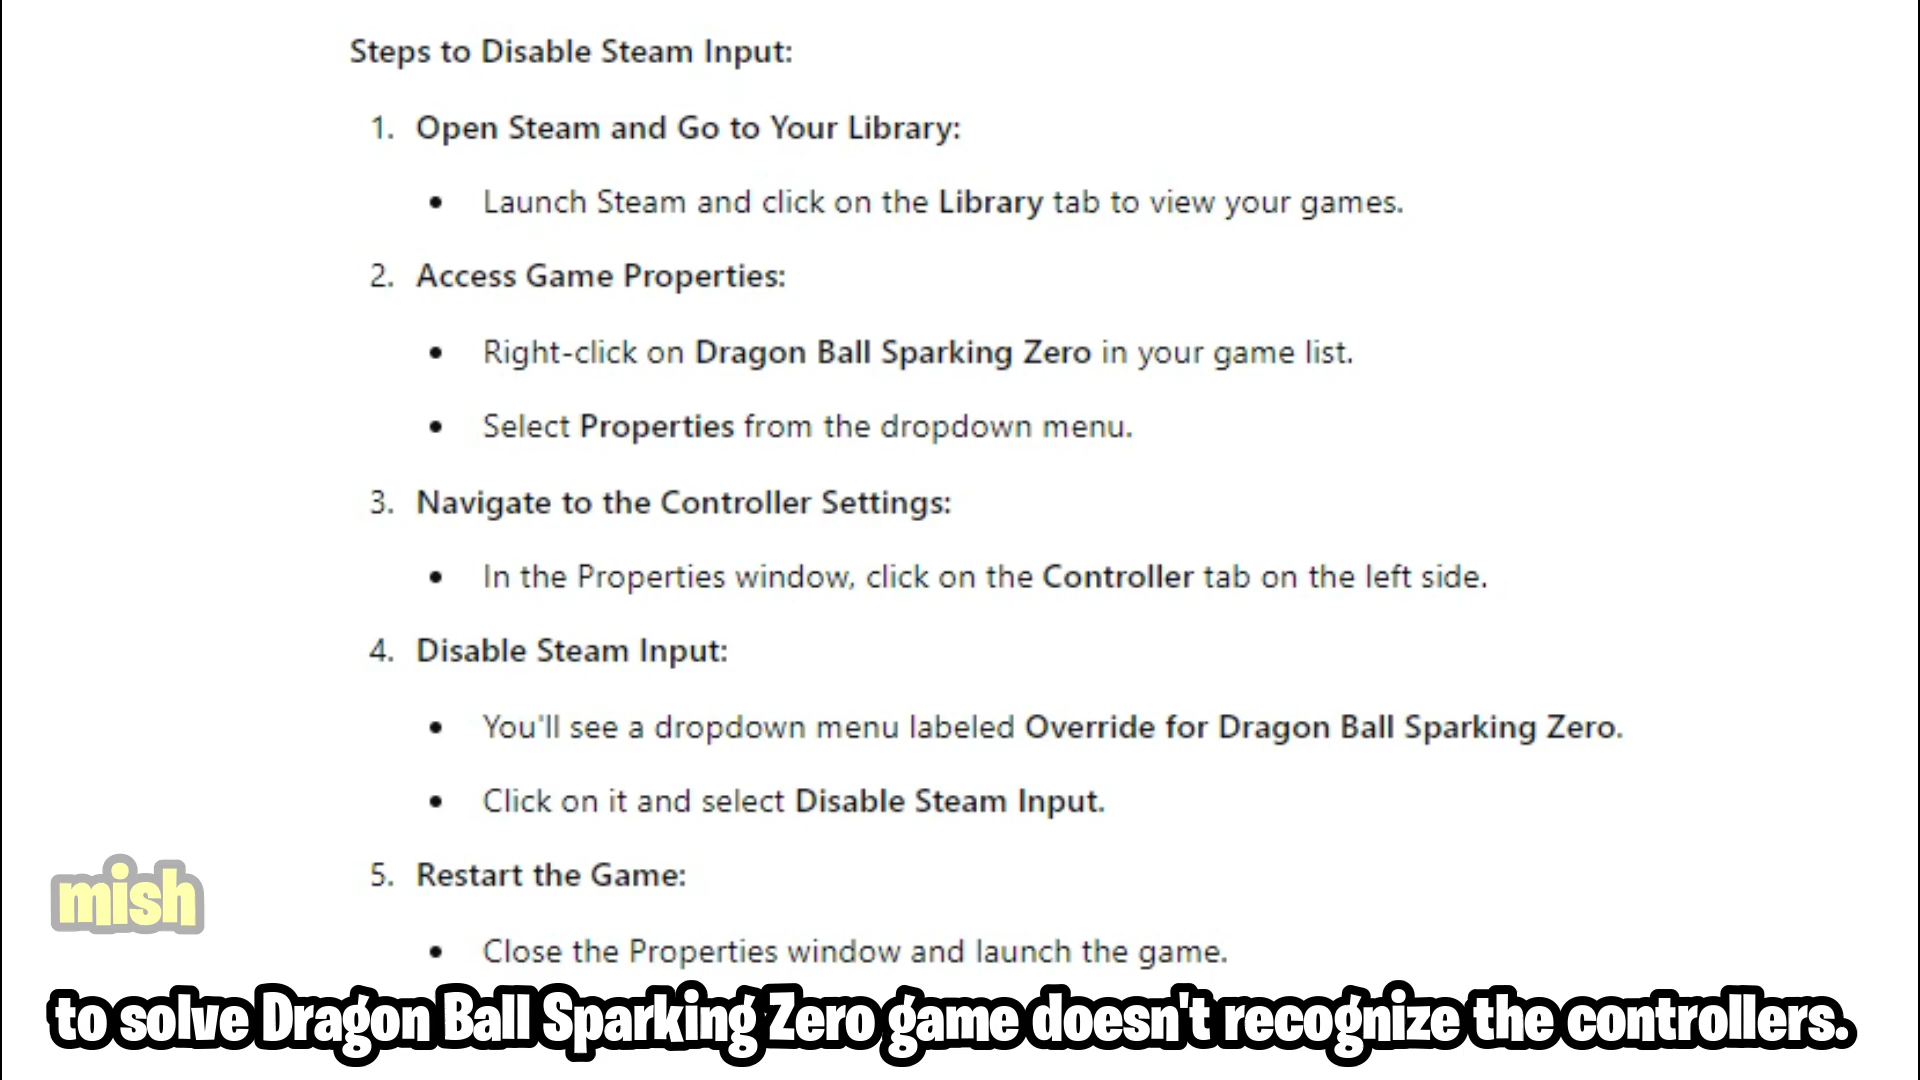 Steps to Disable Steam Input:
1. Open Steam and Go to Your Library:
• Launch Steam and click on the Library tab to view your games.
2. Access Game Properties:
• Right-click on Dragon Ball Sparking Zero in your game list.
• Select Properties from the dropdown menu.
3. Navigate to the Controller Settings:
• In the Properties window, click on the Controller tab on the left side.
4. Disable Steam Input:
• You'll see a dropdown menu labeled Override for Dragon Ball Sparking Zero.
• Click on it and select Disable Steam Input.
5. Restart the Game:
• Close the Properties window and launch the game.
mish
to solve Dragon Ball Sparking Zero game doesn't recognize the controllers.